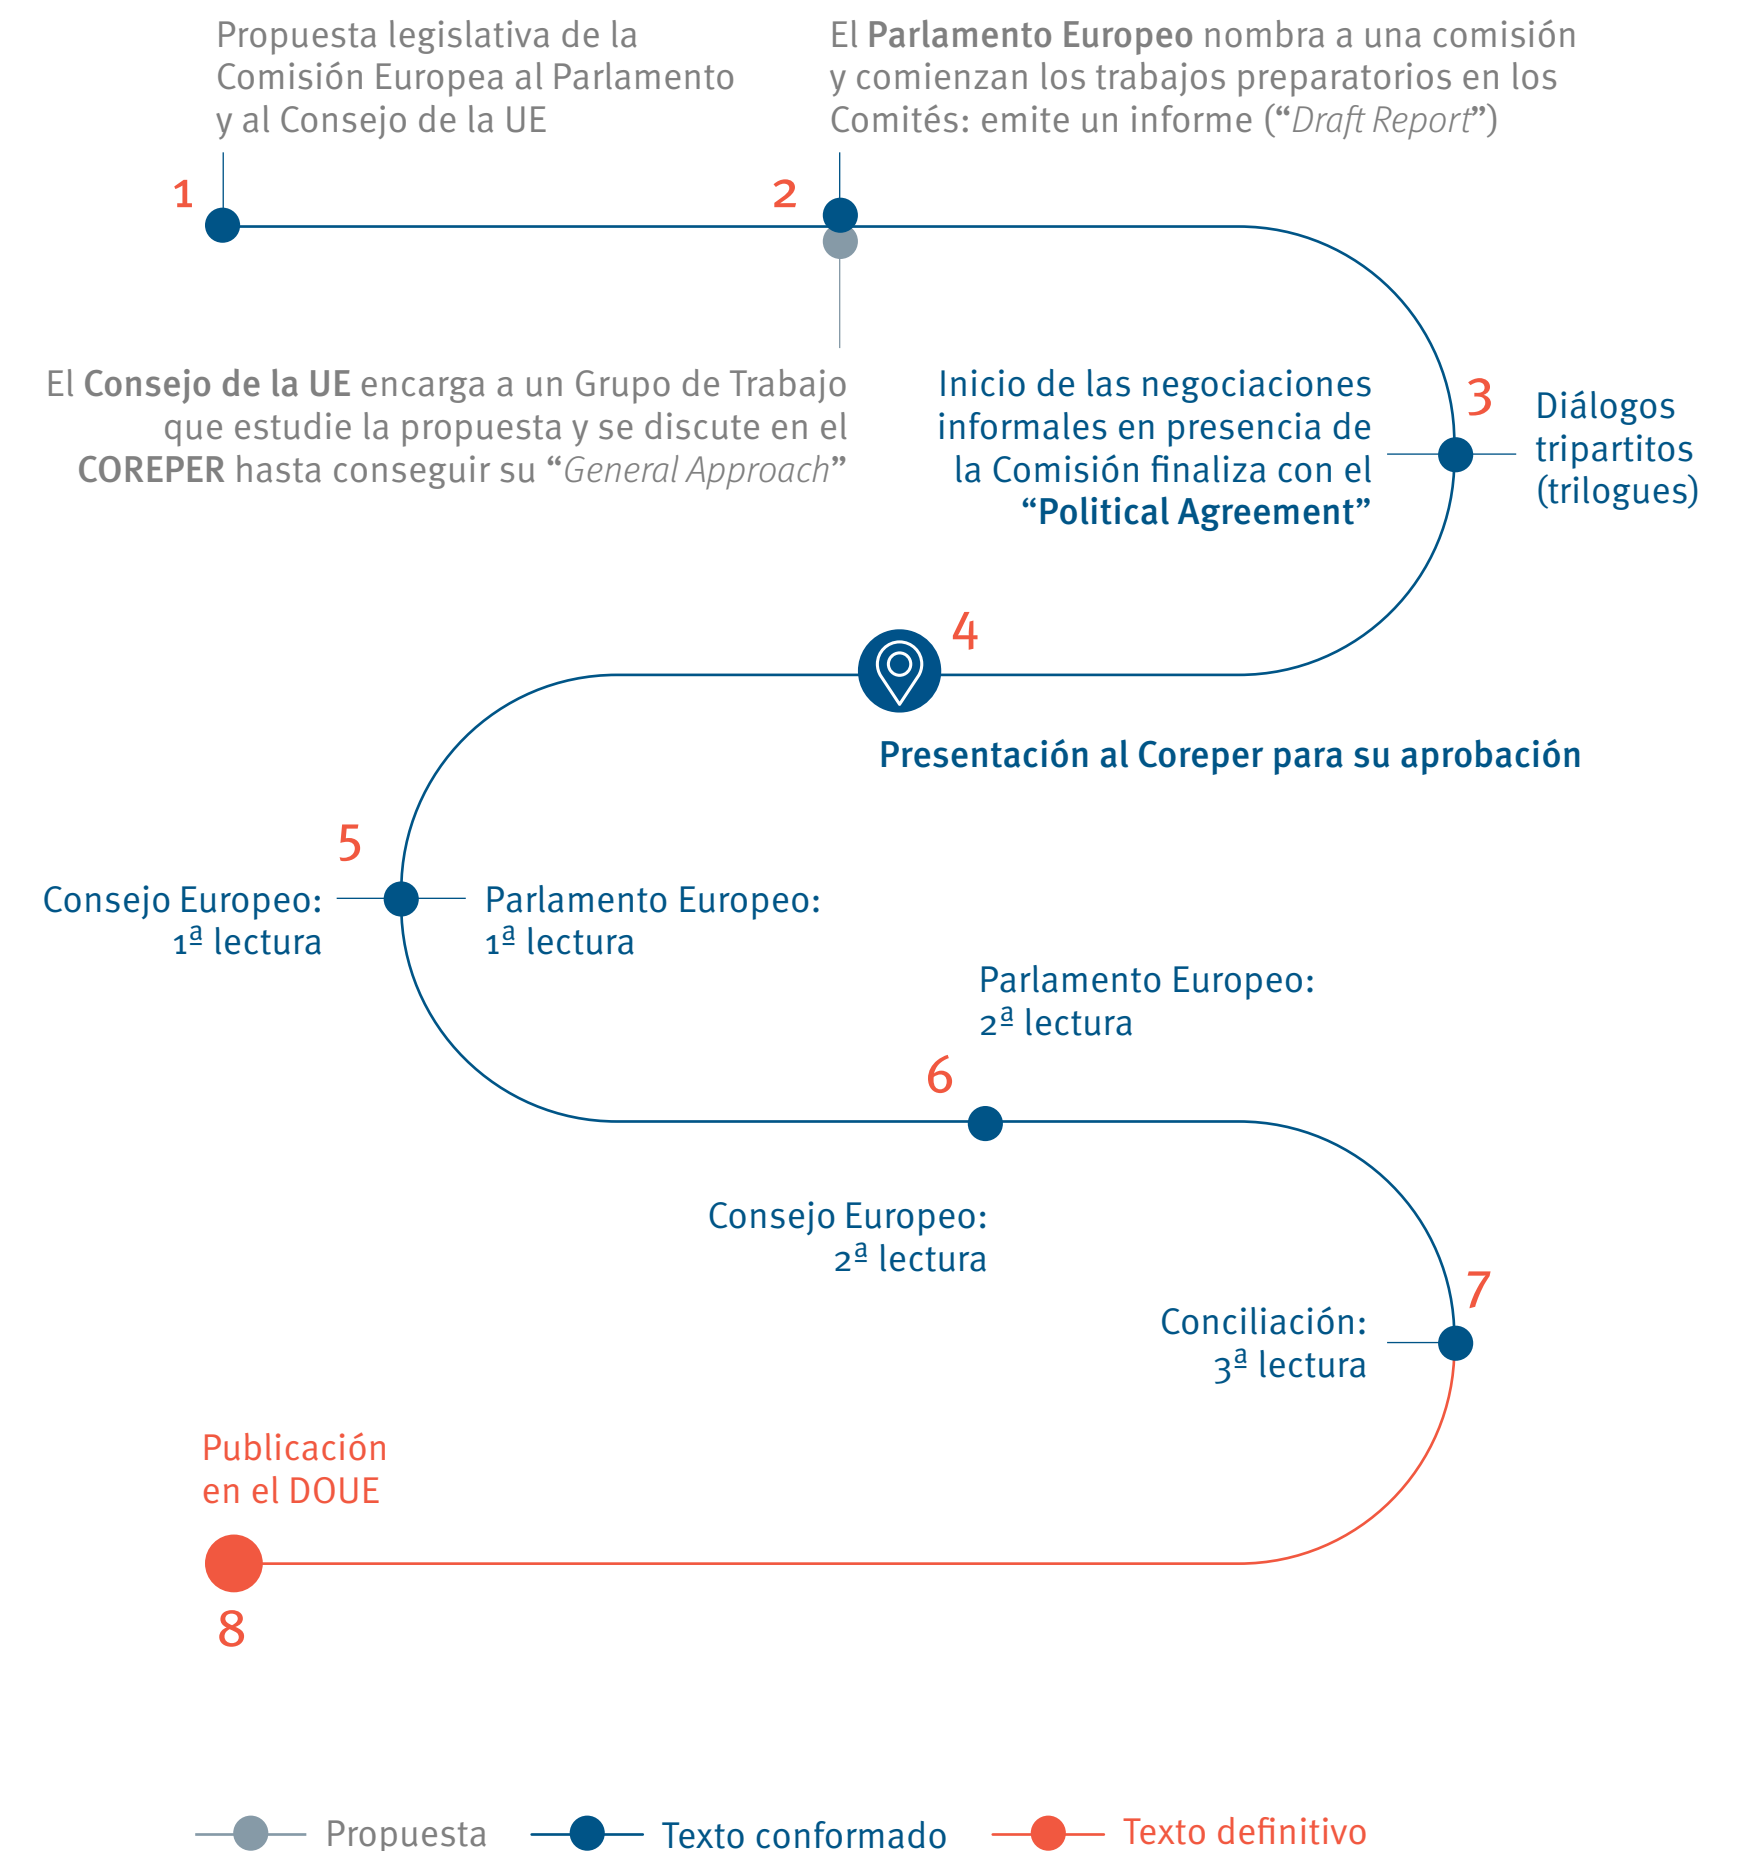 Propuesta legislativa de la
Comisión Europea al Parlamento
y al Consejo de la UE
1
El Parlamento Europeo nombra a una comisión
y comienzan los trabajos preparatorios en los
Comités: emite un informe (“Draft Report”)
2
El Consejo de la UE encarga a un Grupo de Trabajo
que estudie la propuesta y se discute en el
COREPER hasta conseguir su “General Approach”
Inicio de las negociaciones
informales en presencia de
la Comisión finaliza con el
“Political Agreement”
3
Diálogos
tripartitos
(trilogues)
4
Presentación al Coreper para su aprobación
5
Consejo Europeo:
1ª lectura
Parlamento Europeo:
1ª lectura
Parlamento Europeo:
2ª lectura
6
Consejo Europeo:
2ª lectura
7
Conciliación:
3ª lectura
Publicación
en el DOUE
8
Propuesta
Texto conformado
Texto definitivo